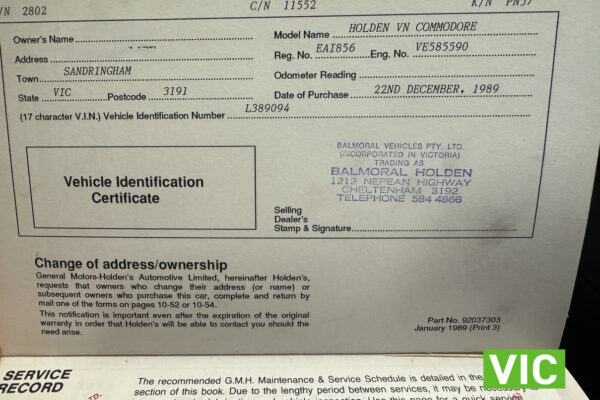 /N 2802 C/N 11552 K/N PN57
Owner's Name
Model Name HOLDEN VN COMMODORE
Address
Reg. No. EAI856 Eng. No. VE585590
Town SANDRINGHAM
Odometer Reading
State VIC Postcode 3191
Date of Purchase 22ND DECEMBER, 1989
(17 character V.I.N.) Vehicle Identification Number L389094
Vehicle Identification
Certificate
BALMORAL VEHICLES PTY. LTD.
(INCORPORATED IN VICTORIA)
TRADING AS
BALMORAL HOLDEN
1212 NEPEAN HIGHWAY
CHELTENHAM 3192
TELEPHONE 584 4866
Selling
Dealer's
Stamp & Signature
Change of address/ownership
General Motors-Holden's Automotive Limited, hereinafter Holden's,
requests that owners who change their address (or name) or
subsequent owners who purchase this car, complete and return by
mail one of the forms on pages 10-52 or 10-54.
This notification is important even after the expiration of the original
warranty in order that Holden's will be able to contact you should the
need arise.
Part No. 92037303
January 1989 (Print 3)
VIC
SERVICE
RECORD
The recommended G.M.H. Maintenance & Service Schedule is detailed in the
section of this book. Due to the lengthy period between services, it may be